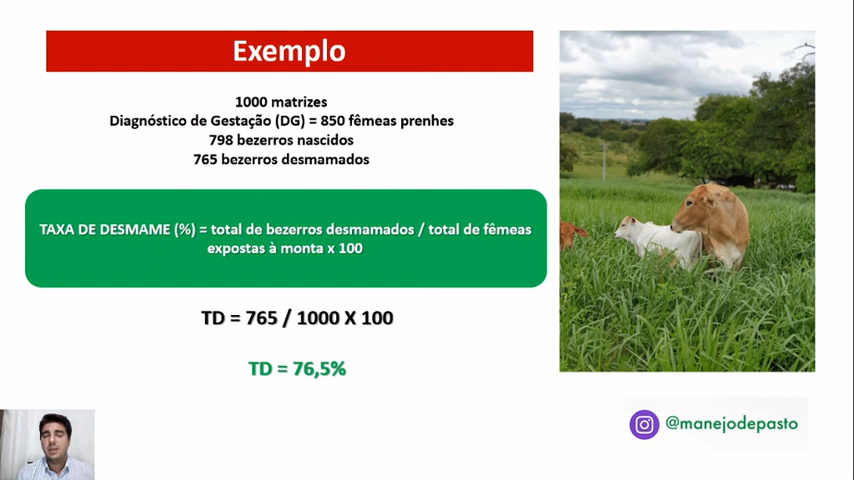 Exemplo
1000 matrizes
Diagnóstico de Gestação (DG) = 850 fêmeas prenhes
798 bezerros nascidos
765 bezerros desmamados
TAXA DE DESMAME (%) = total de bezerros desmamados / total de fêmeas
expostas à monta x 100
TD = 765 / 1000 X 100
TD = 76,5%
@manejodepasto